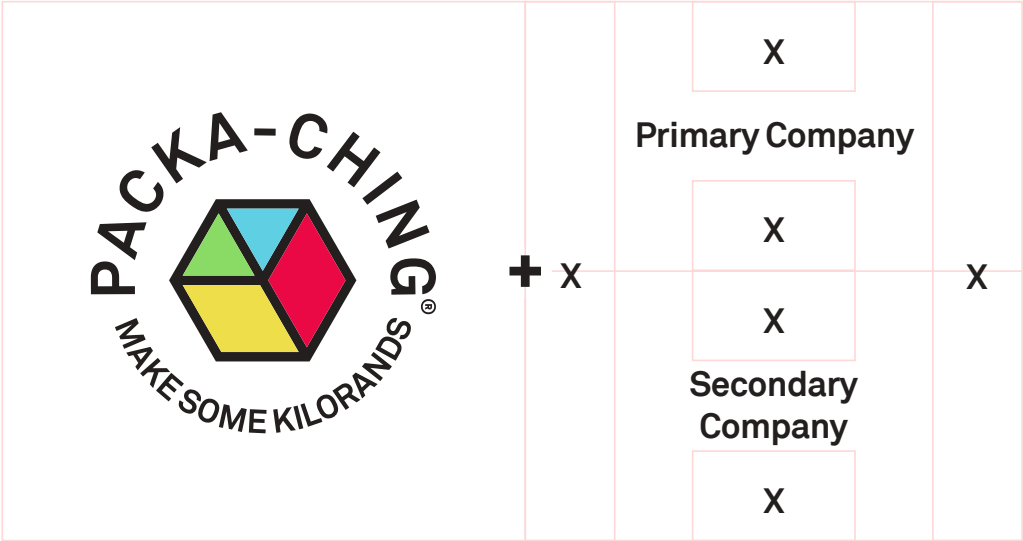 PACKA-CHING®
MAKE SOME KILORANDS
+
X
Primary Company
X
X
X
X
Secondary
Company
X